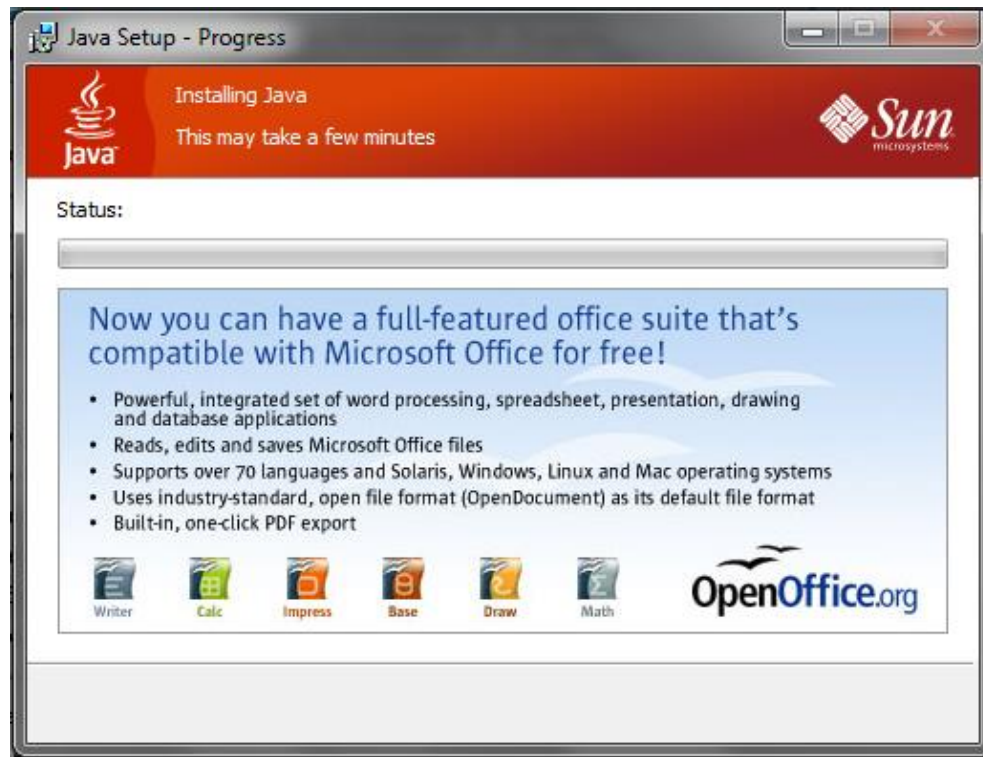 Java Setup - Progress
Installing Java
This may take a few minutes
Java
Sun
microsystems
Status:
Now you can have a full-featured office suite that's
compatible with Microsoft Office for free!
• Powerful, integrated set of word processing, spreadsheet, presentation, drawing
and database applications
• Reads, edits and saves Microsoft Office files
• Supports over 70 languages and Solaris, Windows, Linux and Mac operating systems
• Uses industry-standard, open file format (OpenDocument) as its default file format
• Built-in, one-click PDF export
Writer Calc Impress Base Draw Math
OpenOffice.org